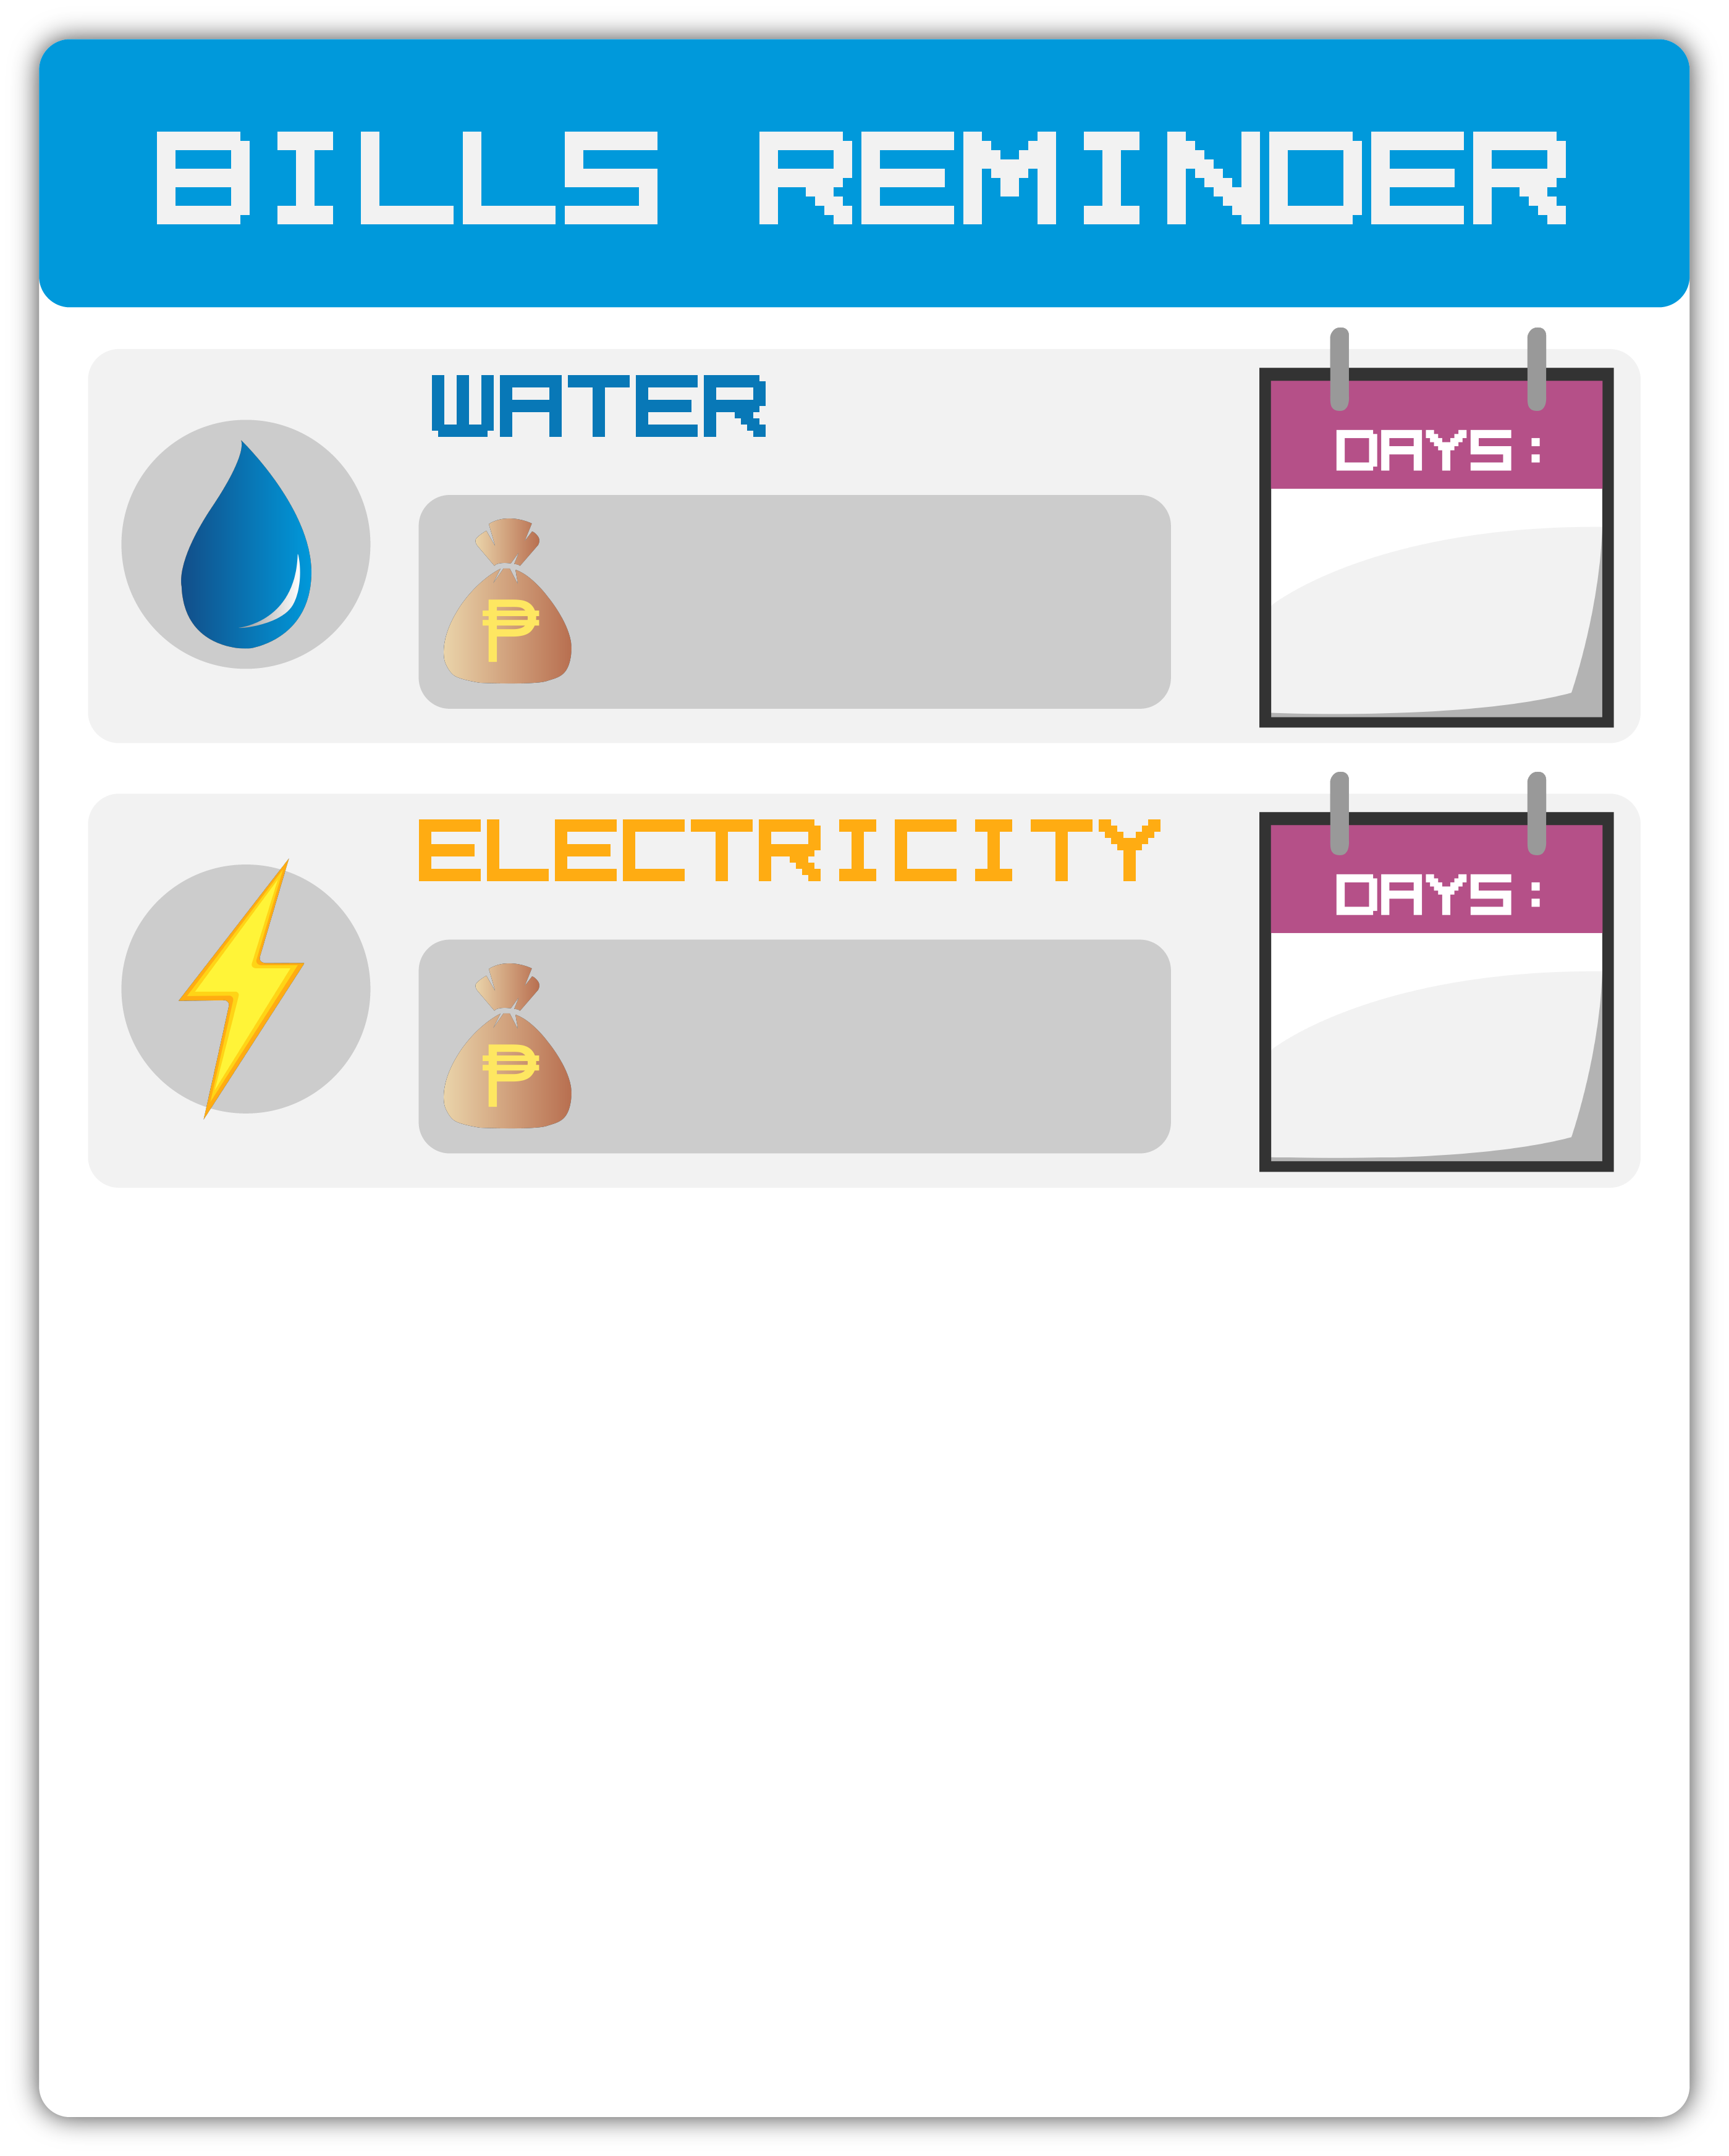 BILLS REMINDER
WATER
DAYS:
₱
ELECTRICITY
DAYS:
₱